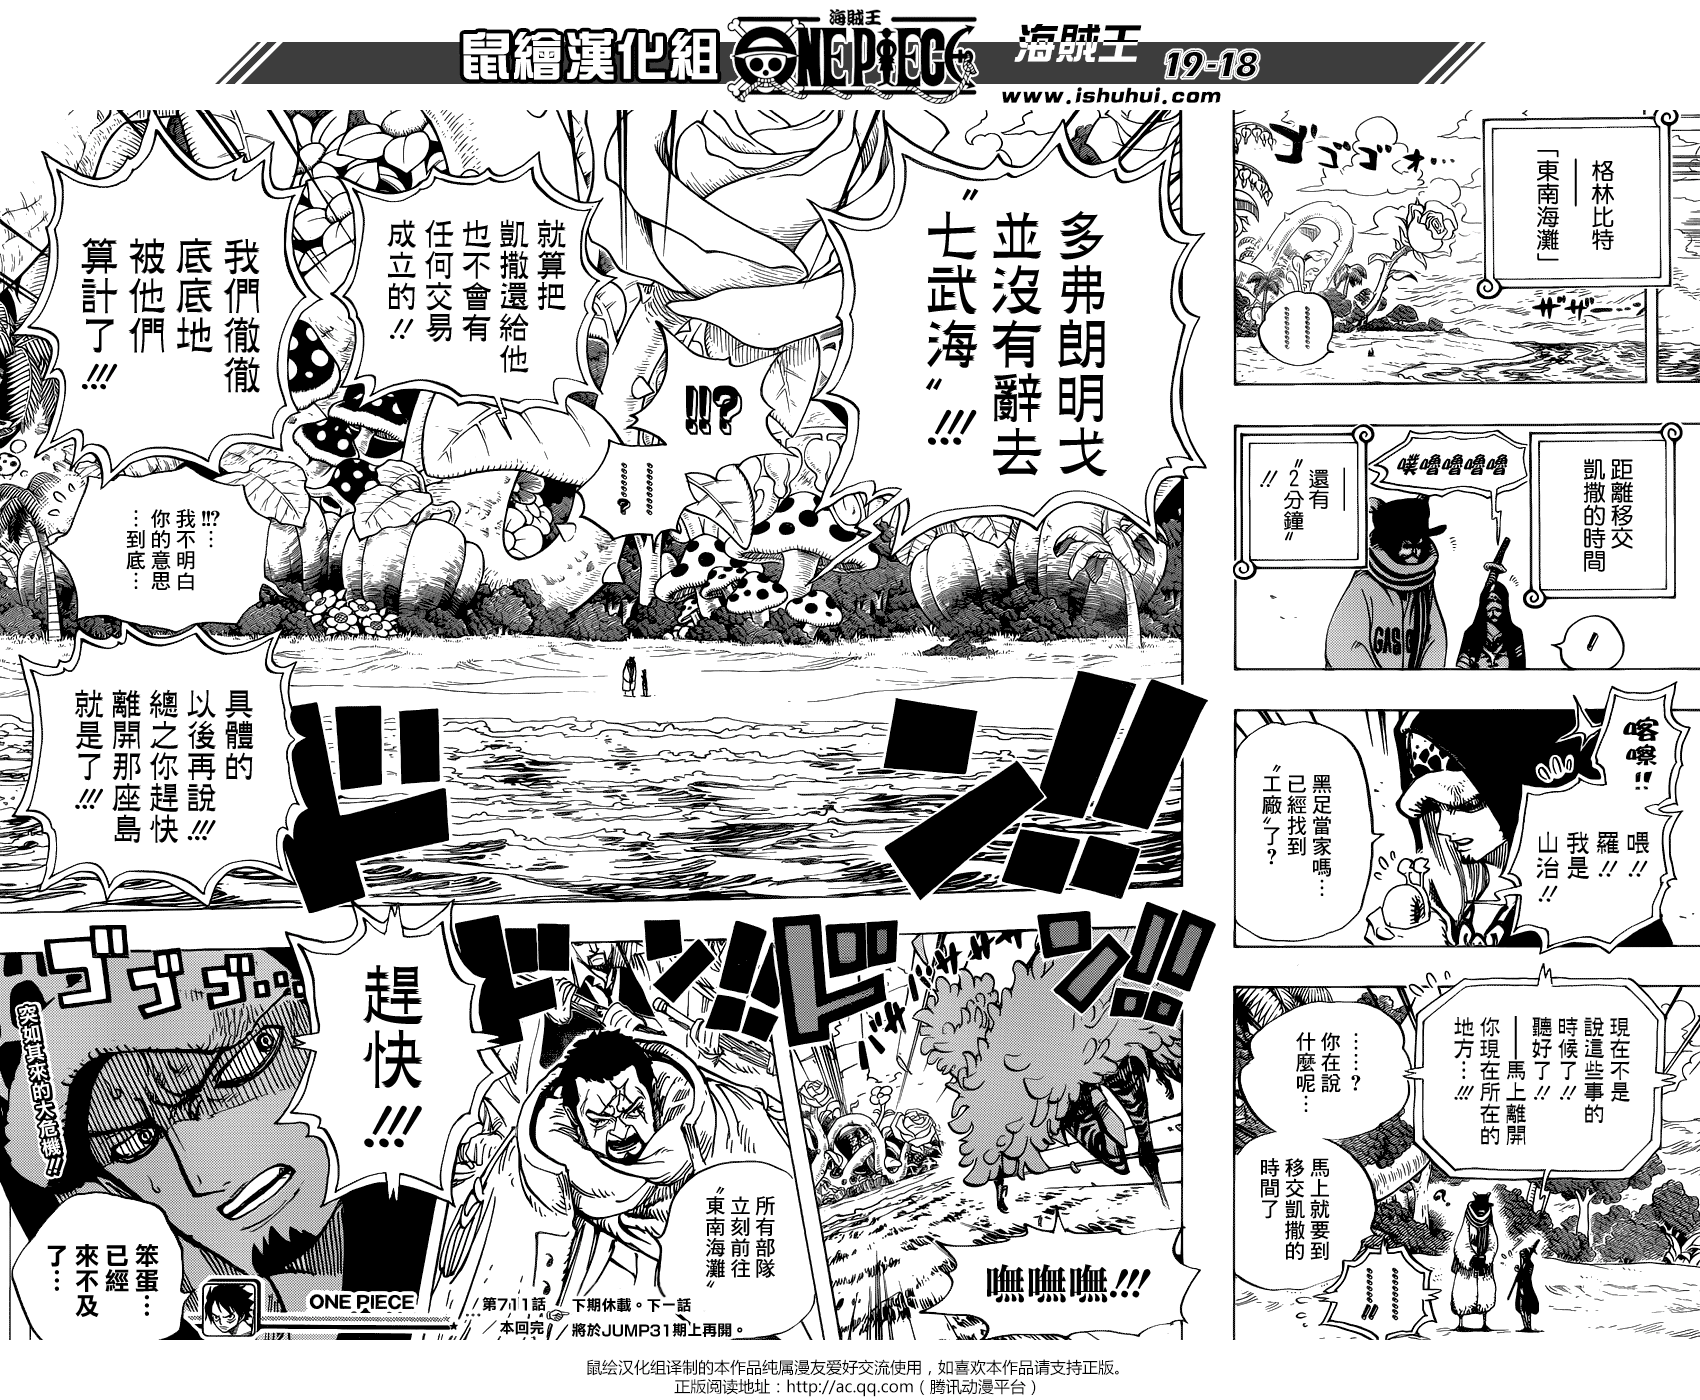 鼠繪漢化組
海賊王
ONE PIECE
海賊王
19-18
www.ishuhui.com
格林比特
——
「東南海灘」
ゴゴゴゴォ…
ザザザーー…
………………
距離移交
凱撒的時間
噗嚕嚕嚕嚕
——
還有
〝2分鐘〞
!!
!
喀嚓!!
喂!!
羅!!
我是
山治!!
黑足當家嗎…
已經找到
〝工廠〞了?
現在不是
說這些事的
時候了!!
聽好了!!
——馬上離開
你現在所在的
地方…!!!
……?
你在說
什麼呢…
馬上就要到
移交凱撒的
時間了
?
………………!!
多弗朗明戈
並沒有辭去
〝七武海〞!!!
!!?
…………?
就算把
凱撒還給他
也不會有
任何交易
成立的!!
我們徹徹
底底地
被他們
算計了!!!
!!?…
我不明白
你的意思
…到底…
具體的
以後再說!!!
總之你趕快
離開那座島
就是了!!!
ドン!!
ドン!!
嘸嘸嘸!!!
ドン!!
所有部隊
立刻前往
〝東南海灘〞
趕快!!!
ゴゴゴゴ…
突如其來的大危機!!
笨蛋…
已經
來不及
了…
ONE PIECE
第711話
本回完
下期休載。下一話
將於JUMP31期上再開。
鼠绘汉化组译制的本作品纯属漫友爱好交流使用，如喜欢本作品请支持正版。
正版阅读地址：http://ac.qq.com（腾讯动漫平台）